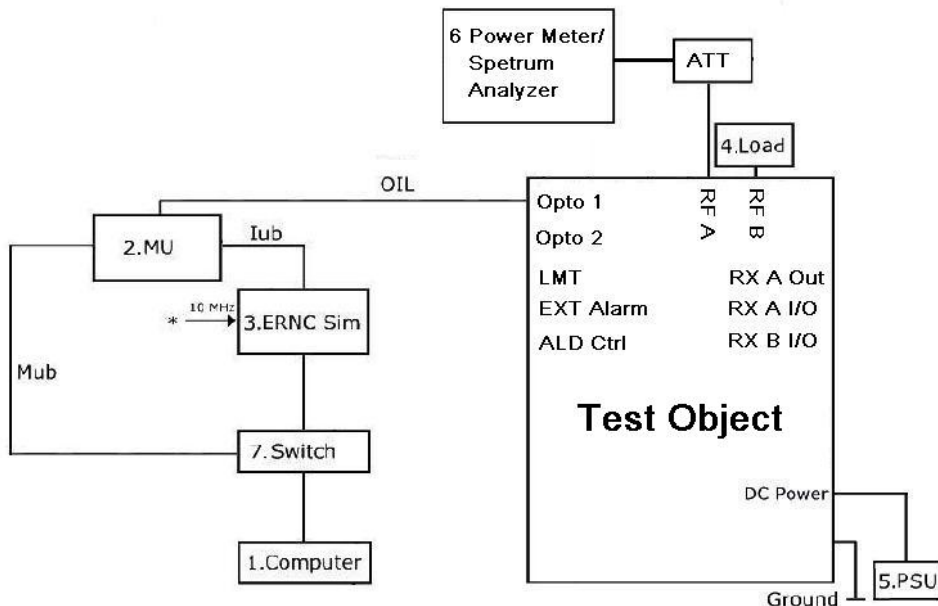 6 Power Meter/
Spetrum
Analyzer
ATT
4.Load
OIL
Opto 1
RF A
RF B
2.MU
Iub
Opto 2
LMT
RX A Out
* 10 MHz
3.ERNC Sim
EXT Alarm
RX A I/O
ALD Ctrl
RX B I/O
Mub
Test Object
7.Switch
DC Power
1.Computer
5.PSU
Ground